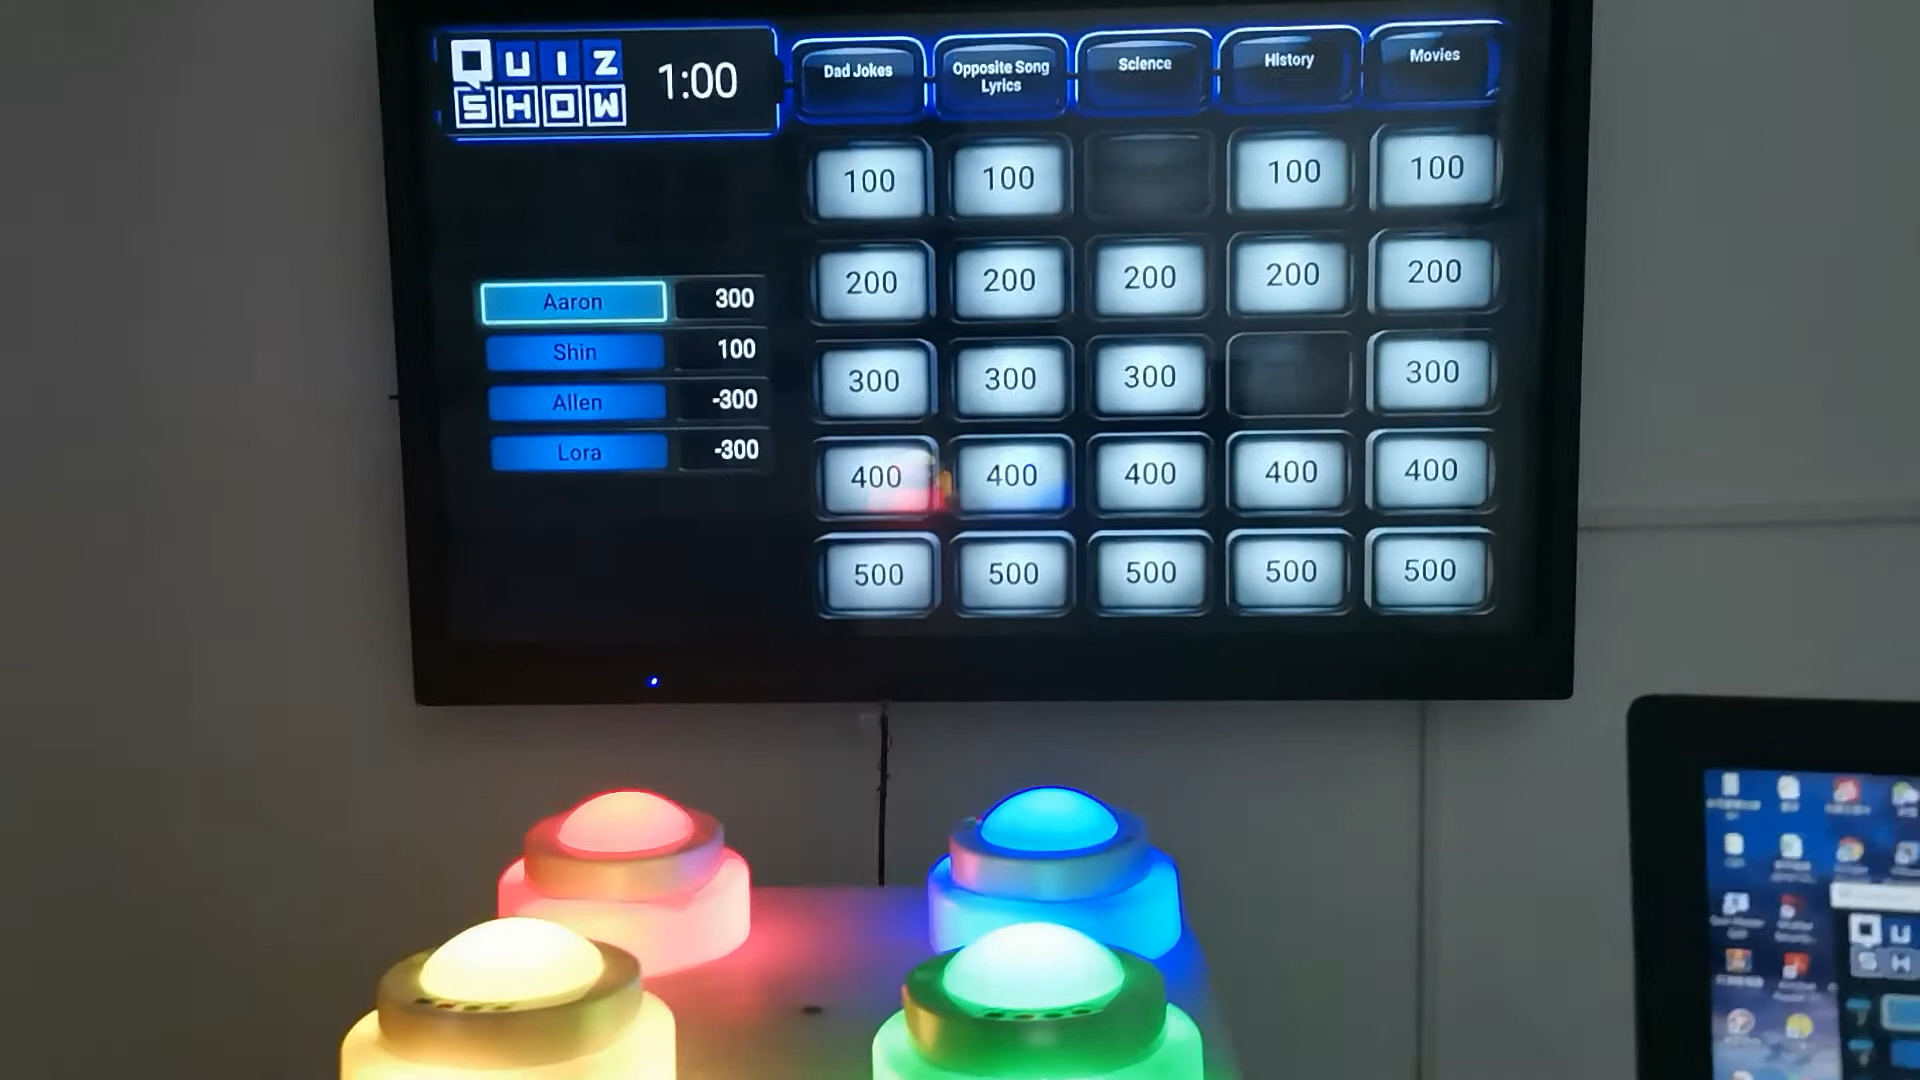 QUIZ
SHOW
1:00
Dad Jokes
Opposite Song
Lyrics
Science
History
Movies
100 100 100 100
200 200 200 200 200
300 300 300 300
400 400 400 400 400
500 500 500 500 500
Aaron 300
Shin 100
Allen -300
Lora -300